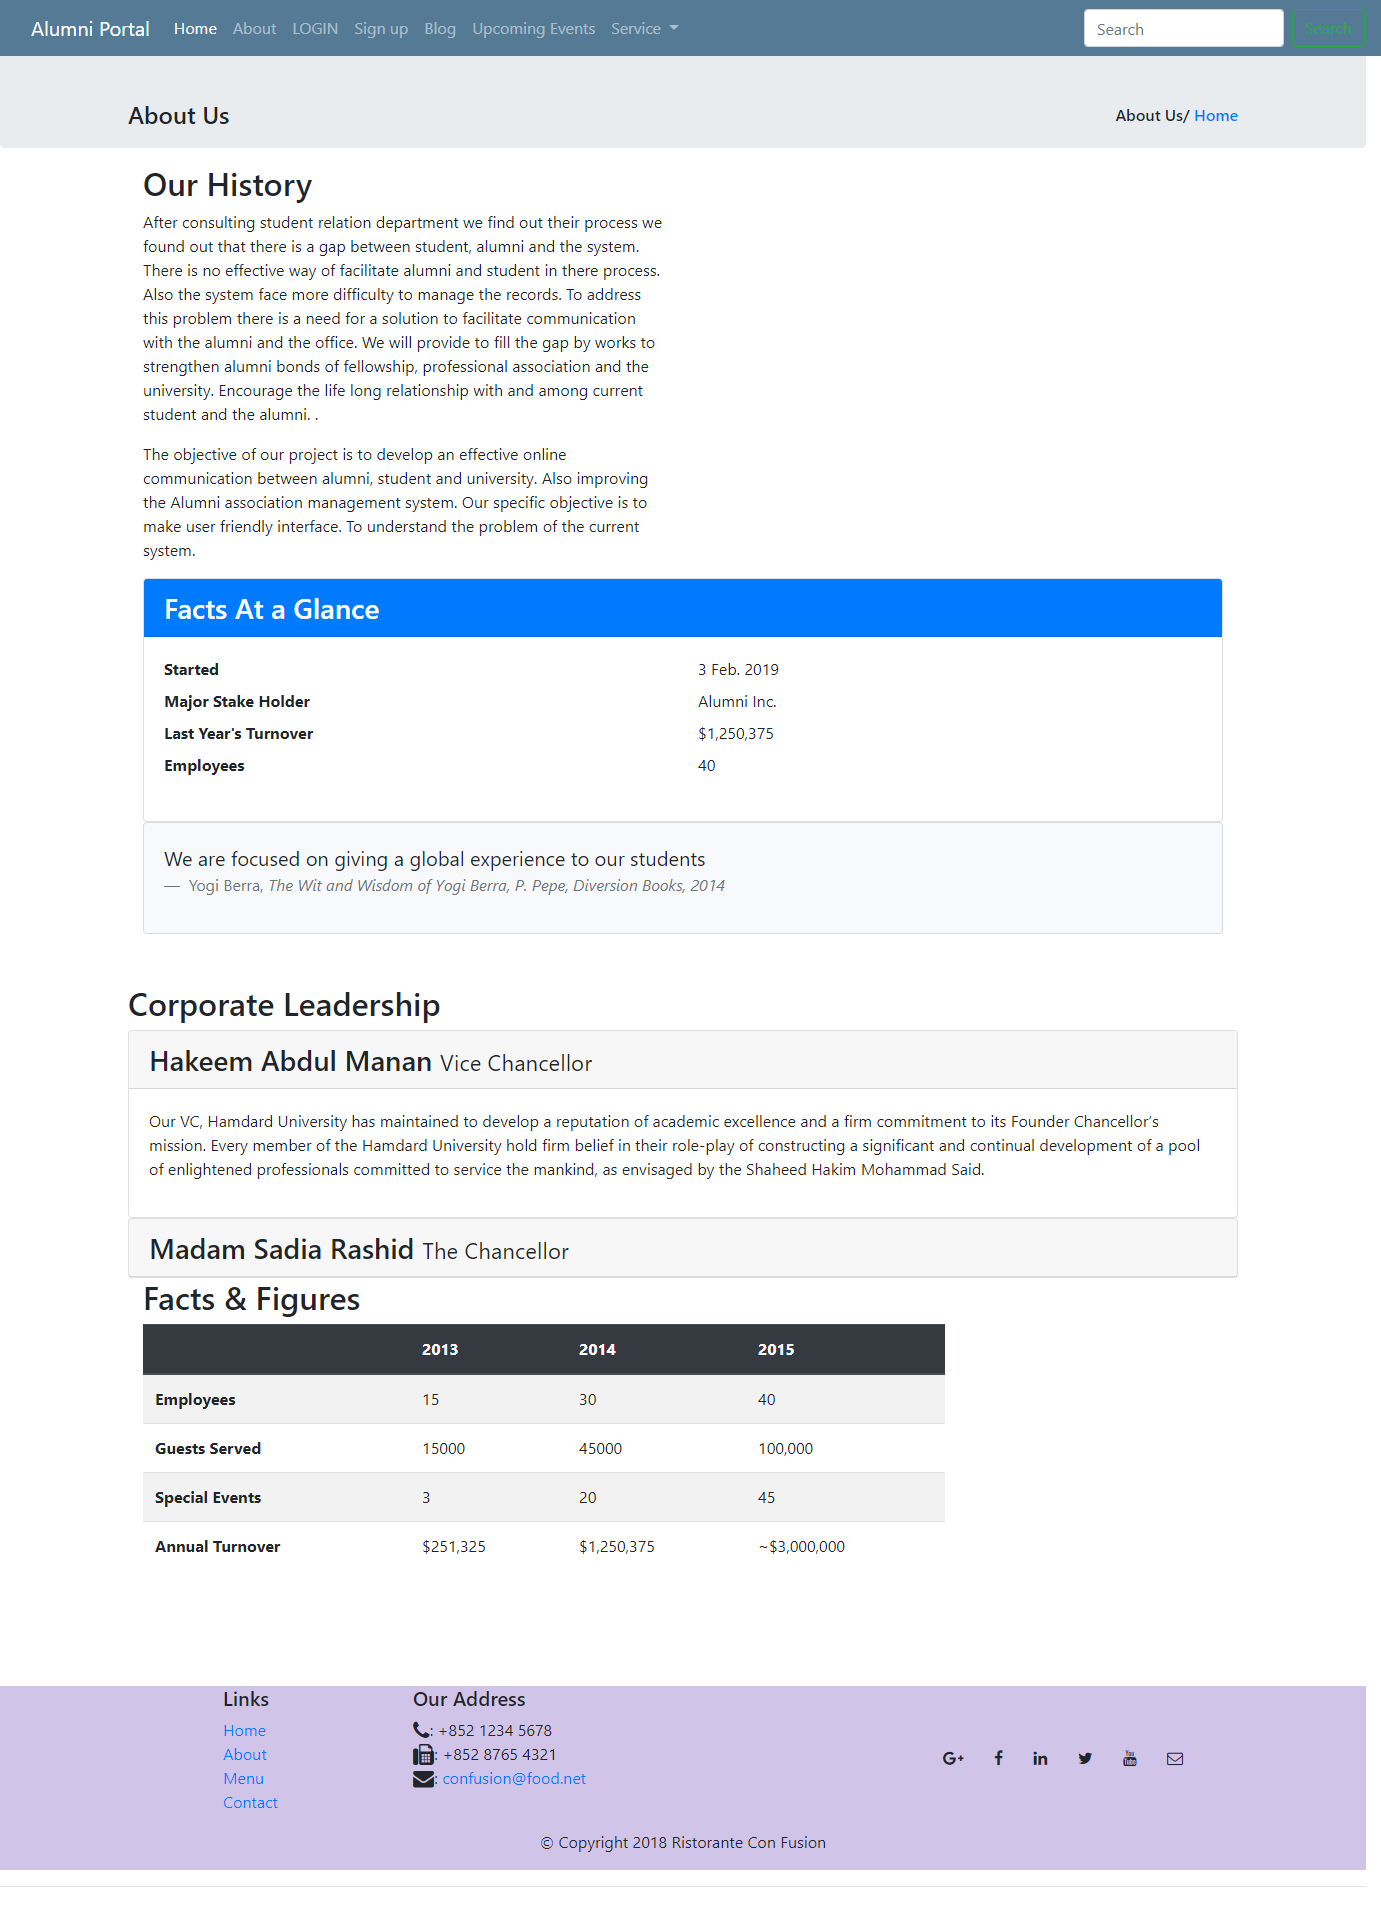 Alumni Portal Home About LOGIN Sign up Blog Upcoming Events Service Search Search
About Us About Us/ Home
Our History
After consulting student relation department we find out their process we
found out that there is a gap between student, alumni and the system.
There is no effective way of facilitate alumni and student in there process.
Also the system face more difficulty to manage the records. To address
this problem there is a need for a solution to facilitate communication
with the alumni and the office. We will provide to fill the gap by works to
strengthen alumni bonds of fellowship, professional association and the
university. Encourage the life long relationship with and among current
student and the alumni. .
The objective of our project is to develop an effective online
communication between alumni, student and university. Also improving
the Alumni association management system. Our specific objective is to
make user friendly interface. To understand the problem of the current
system.
Facts At a Glance
Started 3 Feb. 2019
Major Stake Holder Alumni Inc.
Last Year's Turnover $1,250,375
Employees 40
We are focused on giving a global experience to our students
— Yogi Berra, The Wit and Wisdom of Yogi Berra, P. Pepe, Diversion Books, 2014
Corporate Leadership
Hakeem Abdul Manan Vice Chancellor
Our VC, Hamdard University has maintained to develop a reputation of academic excellence and a firm commitment to its Founder Chancellor’s
mission. Every member of the Hamdard University hold firm belief in their role-play of constructing a significant and continual development of a pool
of enlightened professionals committed to service the mankind, as envisaged by the Shaheed Hakim Mohammad Said.
Madam Sadia Rashid The Chancellor
Facts & Figures
2013 2014 2015
Employees 15 30 40
Guests Served 15000 45000 100,000
Special Events 3 20 45
Annual Turnover $251,325 $1,250,375 ~$3,000,000
Links
Home
About
Menu
Contact
Our Address
: +852 1234 5678
: +852 8765 4321
: confusion@food.net
© Copyright 2018 Ristorante Con Fusion